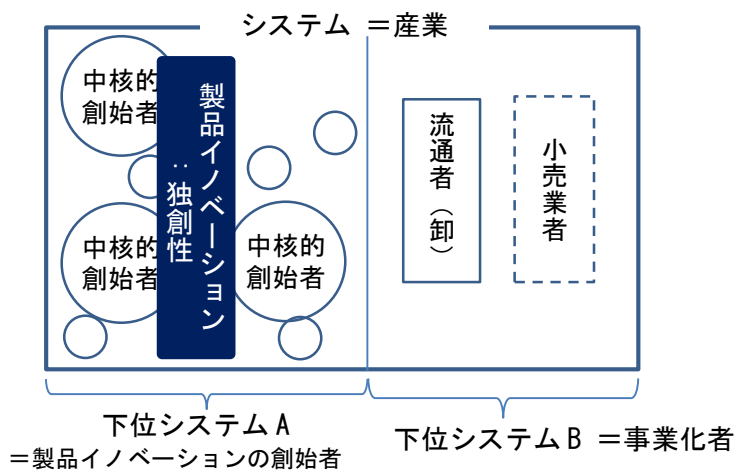 システム ＝産業
中核的
創始者
製品イノベーション
：独創性
中核的
創始者
中核的
創始者
流通者（卸）
小売業者
下位システムA
＝製品イノベーションの創始者
下位システムB ＝事業化者